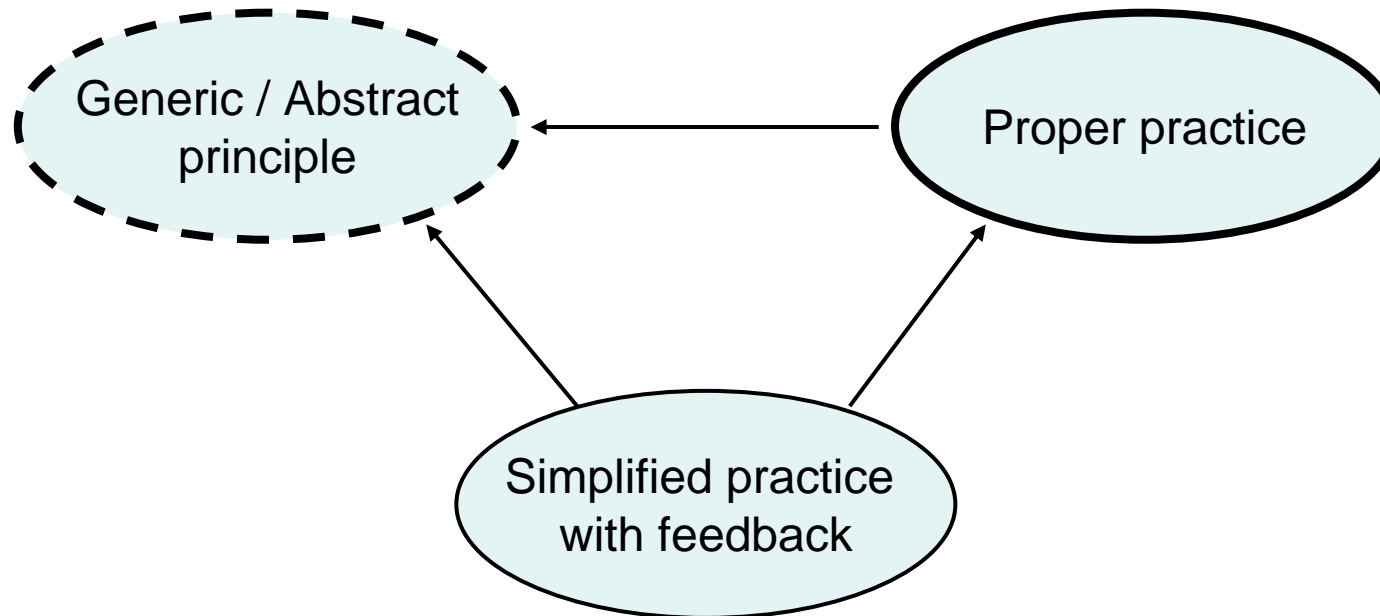 Generic / Abstract
principle
Proper practice
Simplified practice
with feedback